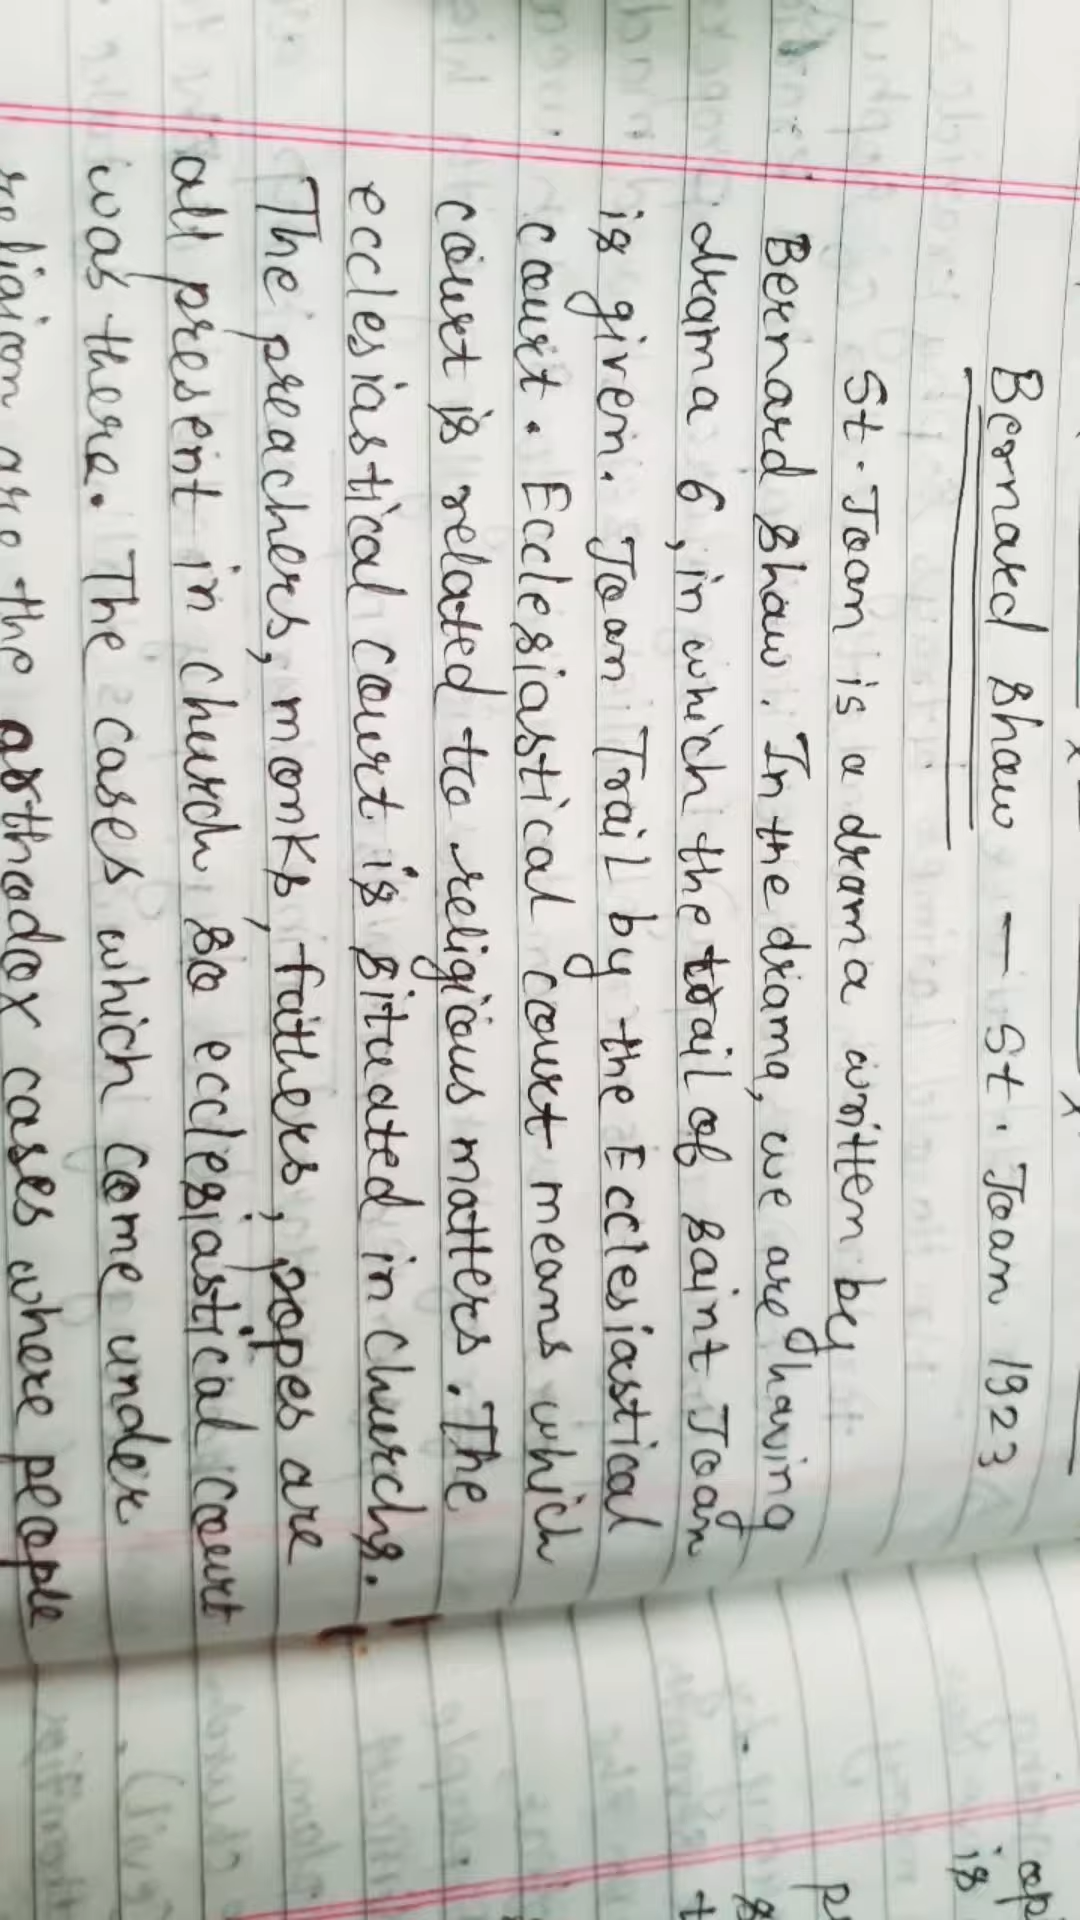 Bernard Shaw — St. Joan 1923
St. Joan is a drama written by
Bernard Shaw. In the drama, we are having
drama 6, in which the trail of Saint Joan
is given. Joan Trail by the Ecclesiastical
court. Ecclesiastical court means which
court is related to religious matters. The
ecclesiastical court is situated in churchs.
The preachers, monks, fathers, popes are
all present in church so ecclesiastical court
was there. The cases which come under
religion are the orthodox cases where people